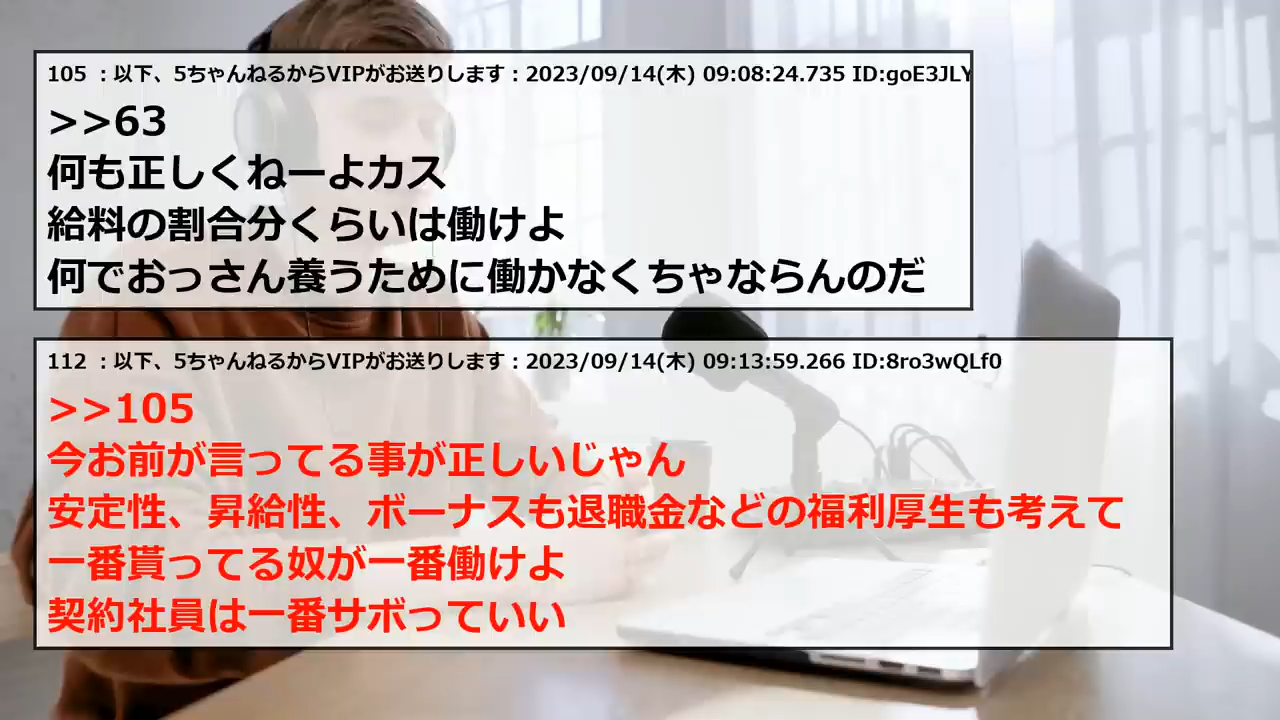 105 ：以下、5ちゃんねるからVIPがお送りします：2023/09/14(木) 09:08:24.735 ID:goE3JLY
>>63
何も正しくねーよカス
給料の割合分くらいは働けよ
何でおっさん養うために働かなくちゃならんのだ
112 ：以下、5ちゃんねるからVIPがお送りします：2023/09/14(木) 09:13:59.266 ID:8ro3wQLf0
>>105
今お前が言ってる事が正しいじゃん
安定性、昇給性、ボーナスも退職金などの福利厚生も考えて
一番貰ってる奴が一番働けよ
契約社員は一番サボっていい